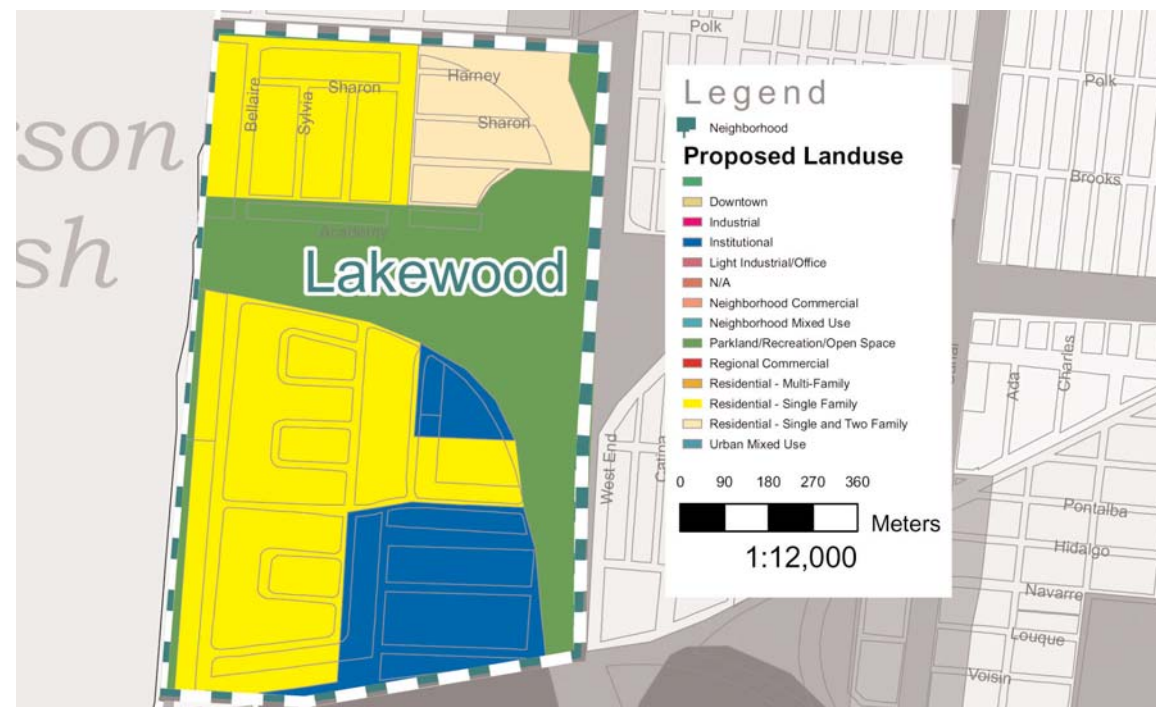 Polk
Polk
Harney
Sharon
Bellaire
Sylvia
Sharon
sson
Legend
Neighborhood
Proposed Landuse
Downtown
Industrial
Institutional
Light Industrial/Office
N/A
Neighborhood Commercial
Neighborhood Mixed Use
Parkland/Recreation/Open Space
Regional Commercial
Residential - Multi-Family
Residential - Single Family
Residential - Single and Two Family
Urban Mixed Use
0 90 180 270 360
Meters
1:12,000
Brooks
Academy
sh
Lakewood
Ada
Charles
West End
Catina
Pontalba
Hidalgo
Navarre
Louque
Voisin